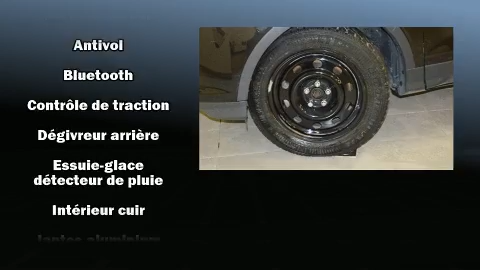 Antivol
Bluetooth
Contrôle de traction
Dégivreur arrière
Essuie-glace
détecteur de pluie
Intérieur cuir